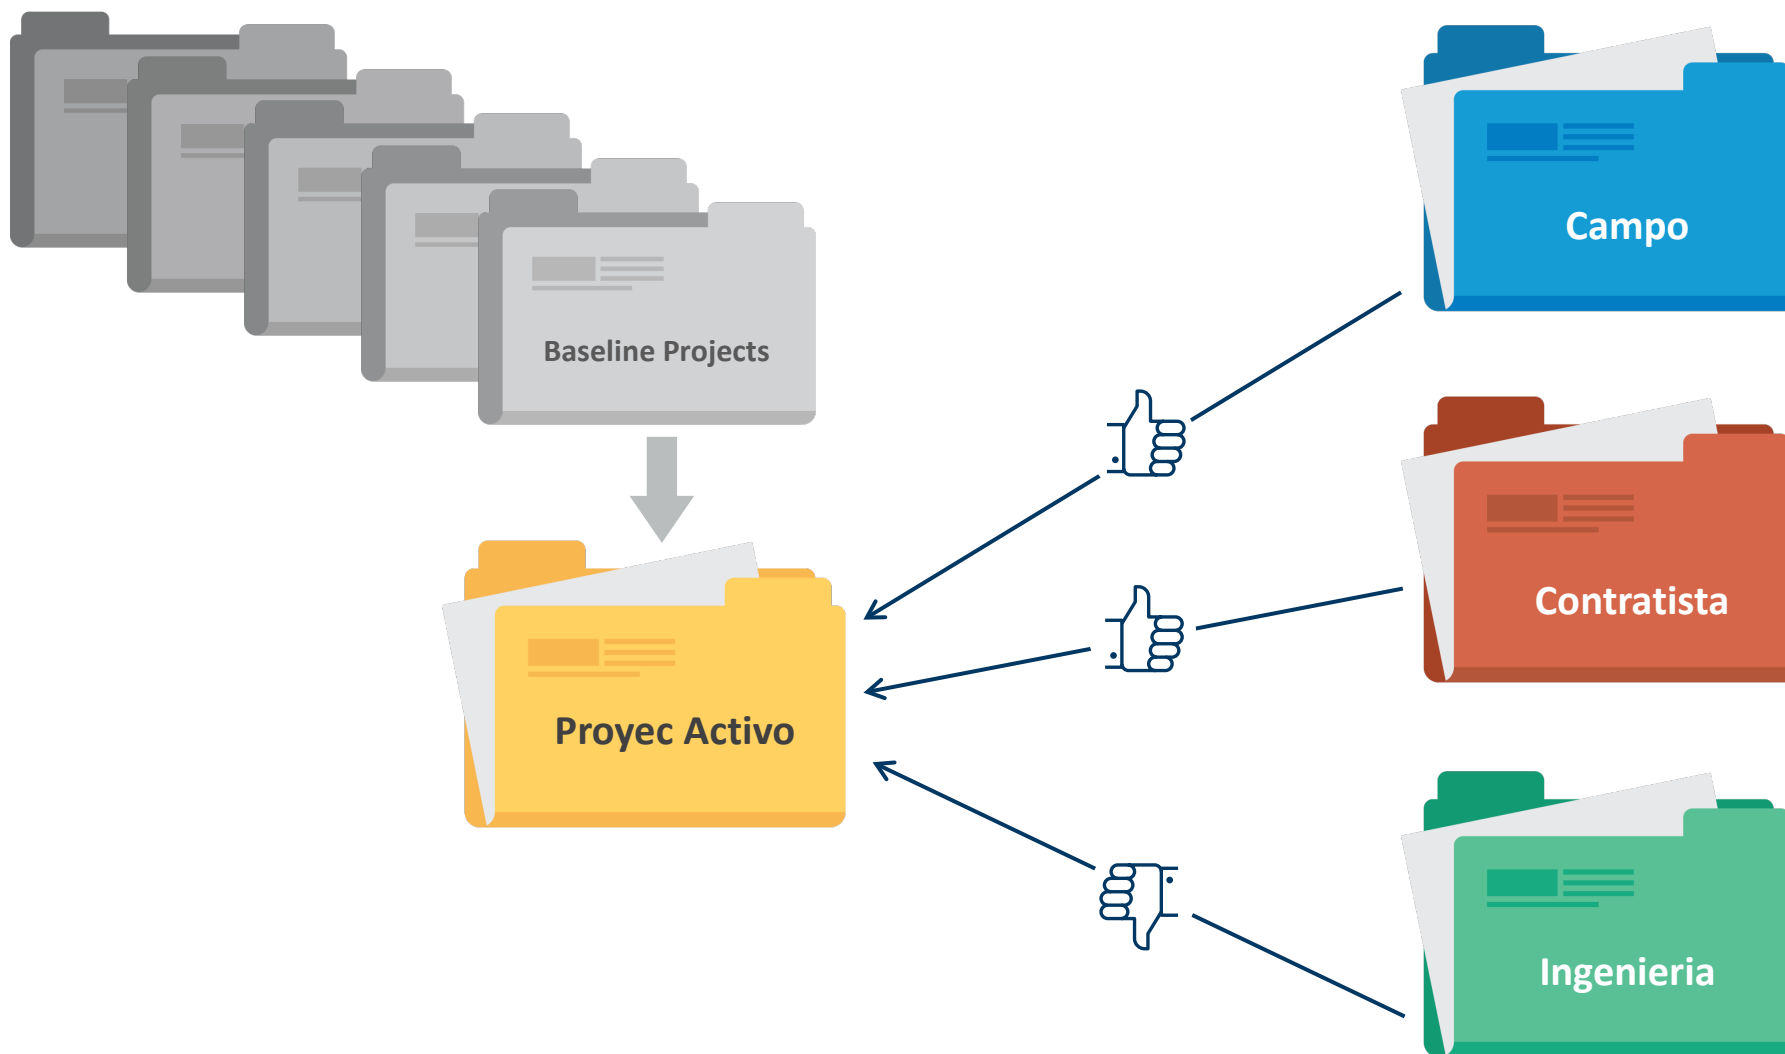 Baseline Projects
Campo
Contratista
Proyec Activo
Ingenieria